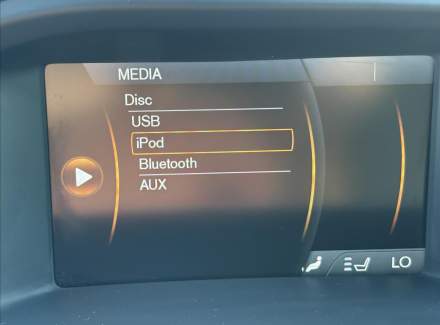 MEDIA
Disc
USB
iPod
Bluetooth
AUX
LO